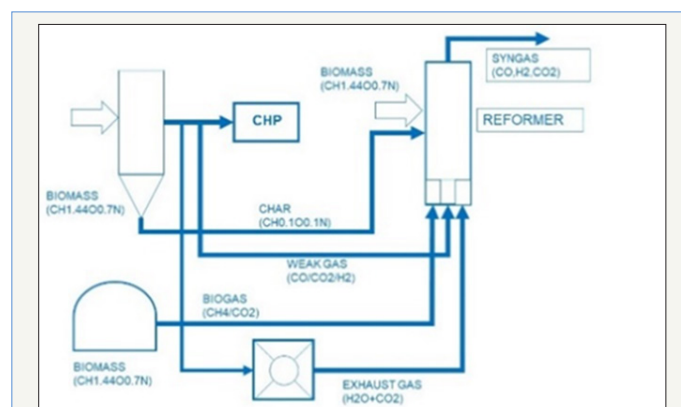 SYNGAS
(CO,H2.CO2)
BIOMASS
(CH1.44O0.7N)
REFORMER
CHP
BIOMASS
(CH1.44O0.7N)
CHAR
(CH0.1O0.1N)
WEAK GAS
(CO/CO2/H2)
BIOGAS
(CH4/CO2)
BIOMASS
(CH1.44O0.7N)
EXHAUST GAS
(H2O+CO2)